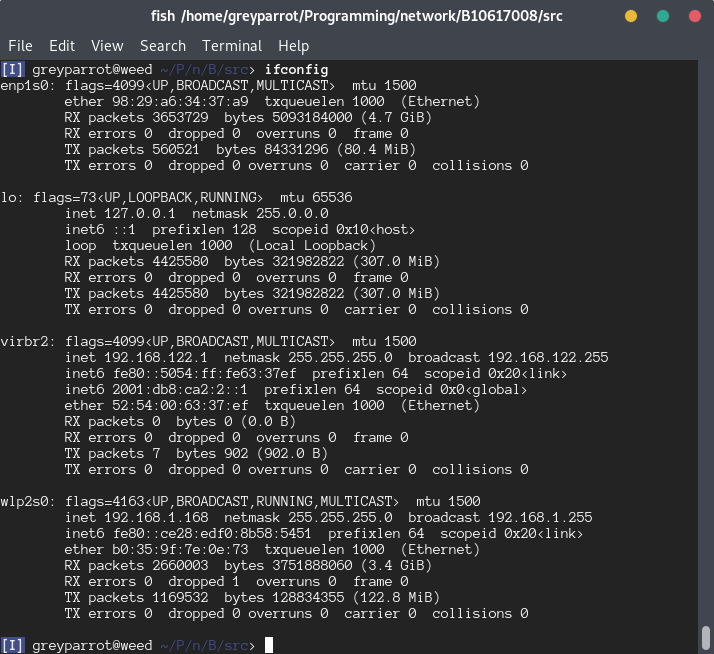 fish /home/greyparrot/Programming/network/B10617008/src
File Edit View Search Terminal Help
[I] greyparrot@weed ~/P/n/B/src> ifconfig
enp1s0: flags=4099<UP,BROADCAST,MULTICAST>  mtu 1500
        ether 98:29:a6:34:37:a9  txqueuelen 1000  (Ethernet)
        RX packets 3653729  bytes 5093184000 (4.7 GiB)
        RX errors 0  dropped 0  overruns 0  frame 0
        TX packets 560521  bytes 84331296 (80.4 MiB)
        TX errors 0  dropped 0 overruns 0  carrier 0  collisions 0
lo: flags=73<UP,LOOPBACK,RUNNING>  mtu 65536
        inet 127.0.0.1  netmask 255.0.0.0
        inet6 ::1  prefixlen 128  scopeid 0x10<host>
        loop  txqueuelen 1000  (Local Loopback)
        RX packets 4425580  bytes 321982822 (307.0 MiB)
        RX errors 0  dropped 0  overruns 0  frame 0
        TX packets 4425580  bytes 321982822 (307.0 MiB)
        TX errors 0  dropped 0 overruns 0  carrier 0  collisions 0
virbr2: flags=4099<UP,BROADCAST,MULTICAST>  mtu 1500
        inet 192.168.122.1  netmask 255.255.255.0  broadcast 192.168.122.255
        inet6 fe80::5054:ff:fe63:37ef  prefixlen 64  scopeid 0x20<link>
        inet6 2001:db8:ca2:2::1  prefixlen 64  scopeid 0x0<global>
        ether 52:54:00:63:37:ef  txqueuelen 1000  (Ethernet)
        RX packets 0  bytes 0 (0.0 B)
        RX errors 0  dropped 0  overruns 0  frame 0
        TX packets 7  bytes 902 (902.0 B)
        TX errors 0  dropped 0 overruns 0  carrier 0  collisions 0
wlp2s0: flags=4163<UP,BROADCAST,RUNNING,MULTICAST>  mtu 1500
        inet 192.168.1.168  netmask 255.255.255.0  broadcast 192.168.1.255
        inet6 fe80::ce28:edf0:8b58:5451  prefixlen 64  scopeid 0x20<link>
        ether b0:35:9f:7e:0e:73  txqueuelen 1000  (Ethernet)
        RX packets 2660003  bytes 3751888060 (3.4 GiB)
        RX errors 0  dropped 1  overruns 0  frame 0
        TX packets 1169532  bytes 128834355 (122.8 MiB)
        TX errors 0  dropped 0 overruns 0  carrier 0  collisions 0
[I] greyparrot@weed ~/P/n/B/src>